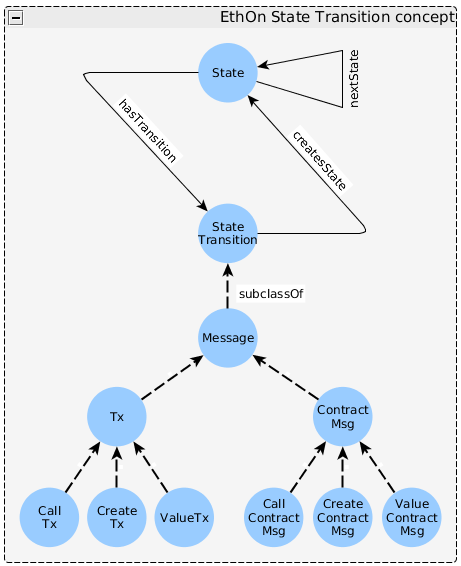 EthOn State Transition concept
State
nextState
hasTransition
createsState
State
Transition
subclassOf
Message
Tx
Contract
Msg
Call
Tx
Create
Tx
ValueTx
Call
Contract
Msg
Create
Contract
Msg
Value
Contract
Msg